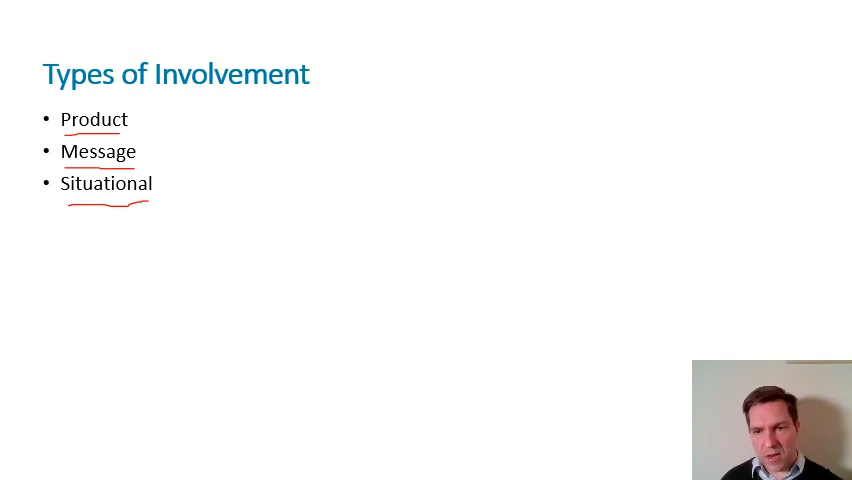 Types of Involvement
• Product
• Message
• Situational